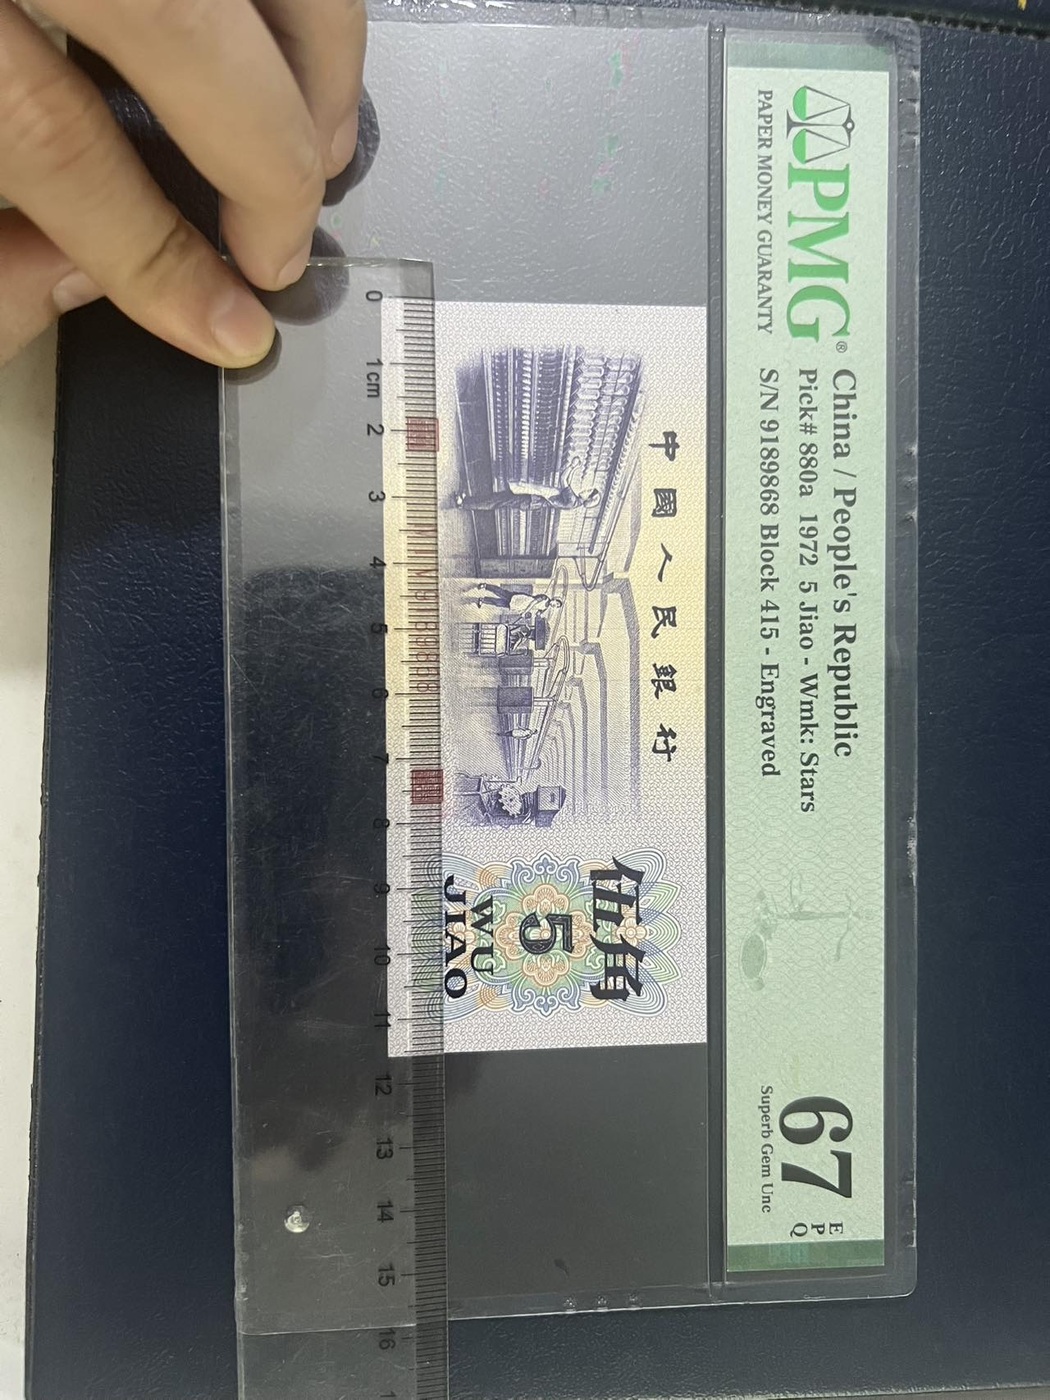 PMG®
PAPER MONEY GUARANTY
China / People's Republic
Pick# 880a 1972 5 Jiao - Wmk: Stars
S/N 9189868 Block 415 - Engraved
67 EPQ
Superb Gem Unc
中國人民銀行
伍角
5
WU
JIAO
0 1cm 2 3 4 5 6 7 8 9 10 11 12 13 14 15 16